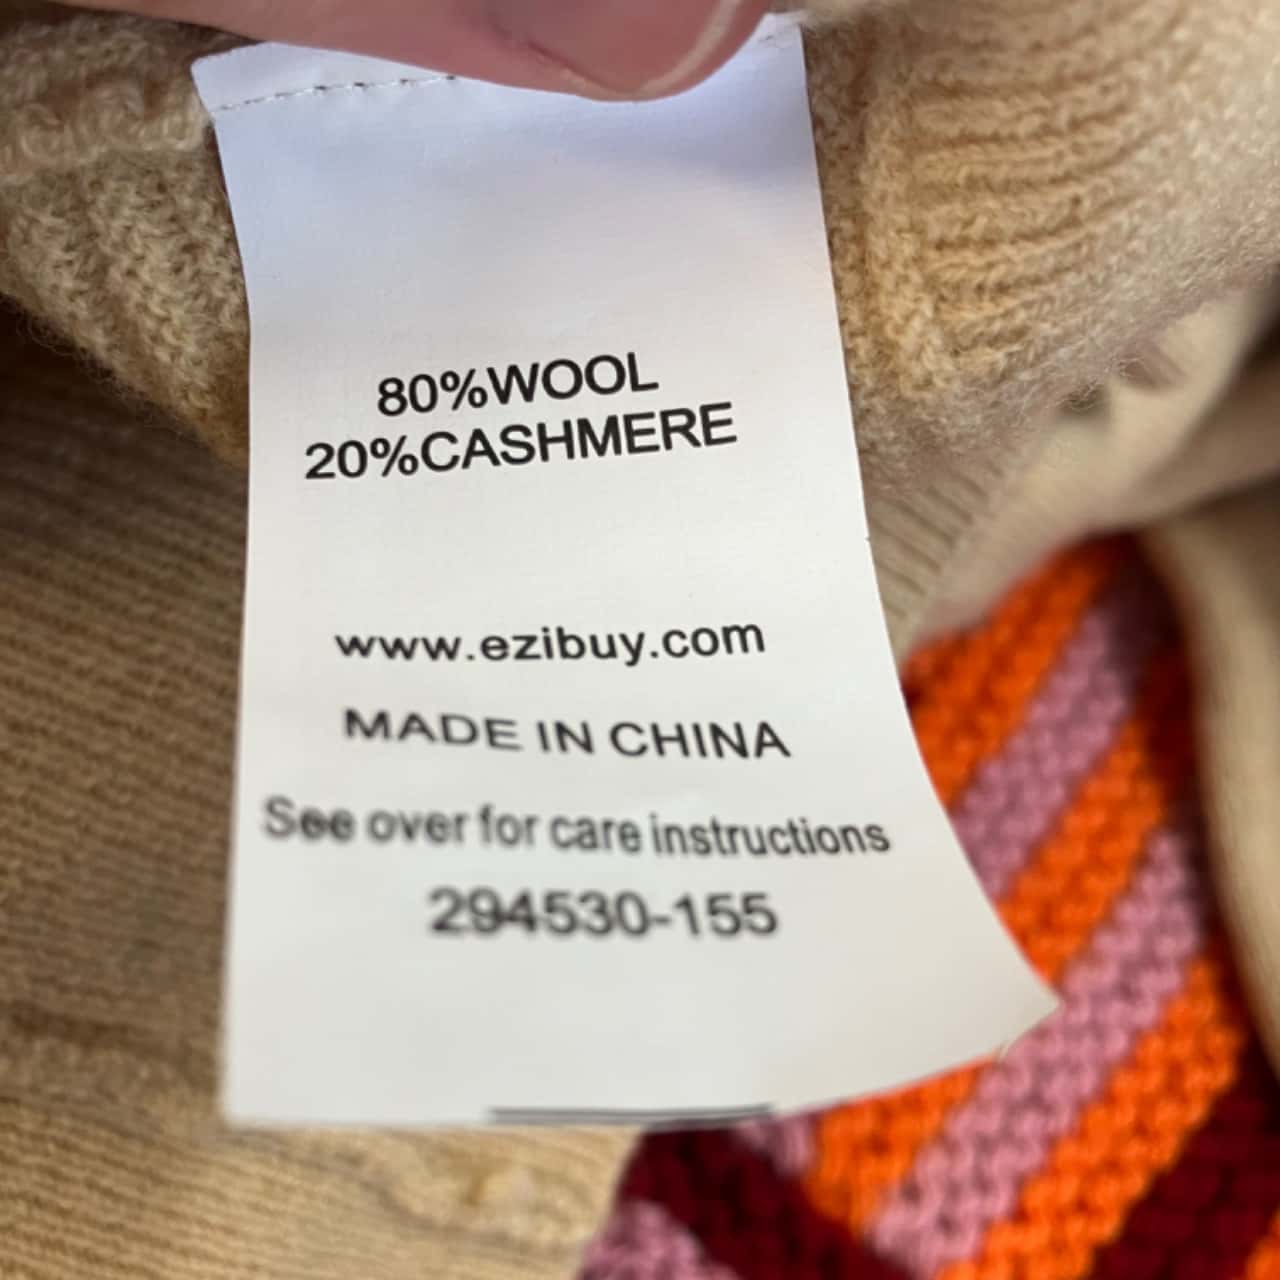 80%WOOL
20%CASHMERE
www.ezibuy.com
MADE IN CHINA
See over for care instructions
294530-155